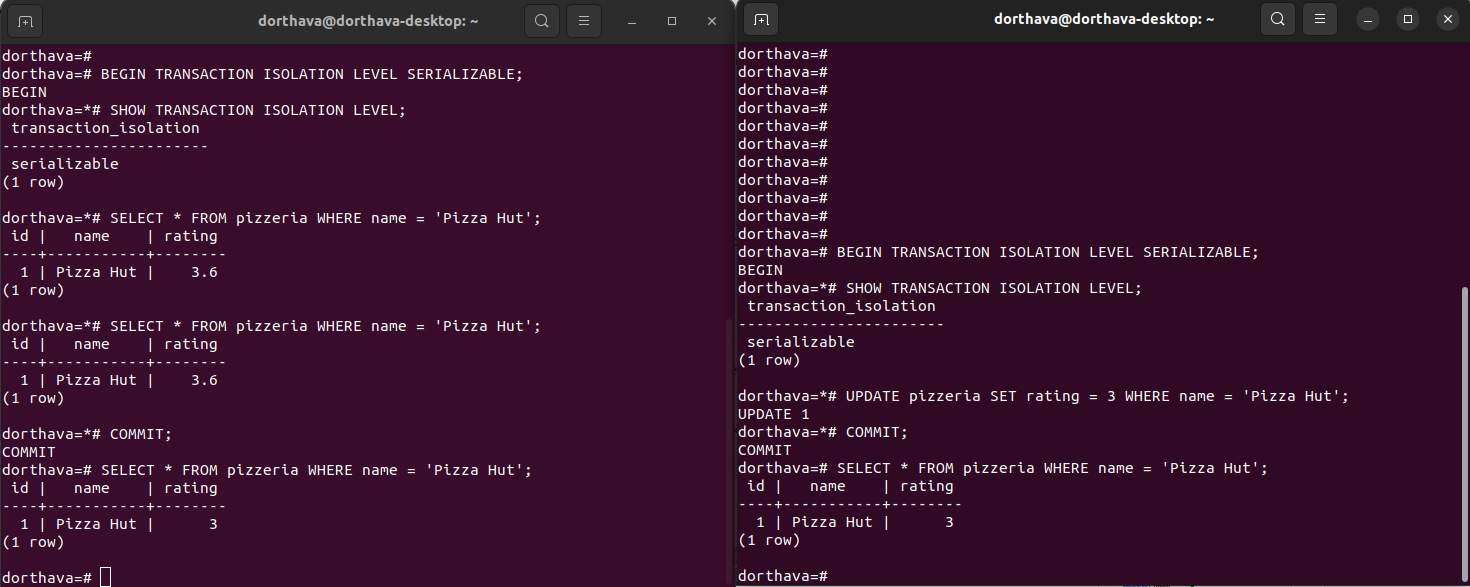 dorthava@dorthava-desktop: ~
dorthava=#
dorthava=# BEGIN TRANSACTION ISOLATION LEVEL SERIALIZABLE;
BEGIN
dorthava=*# SHOW TRANSACTION ISOLATION LEVEL;
 transaction_isolation
-----------------------
 serializable
(1 row)

dorthava=*# SELECT * FROM pizzeria WHERE name = 'Pizza Hut';
 id |   name    | rating
----+-----------+--------
  1 | Pizza Hut |    3.6
(1 row)

dorthava=*# SELECT * FROM pizzeria WHERE name = 'Pizza Hut';
 id |   name    | rating
----+-----------+--------
  1 | Pizza Hut |    3.6
(1 row)

dorthava=*# COMMIT;
COMMIT
dorthava=# SELECT * FROM pizzeria WHERE name = 'Pizza Hut';
 id |   name    | rating
----+-----------+--------
  1 | Pizza Hut |      3
(1 row)

dorthava=#
dorthava@dorthava-desktop: ~
dorthava=#
dorthava=#
dorthava=#
dorthava=#
dorthava=#
dorthava=#
dorthava=#
dorthava=#
dorthava=#
dorthava=#
dorthava=#
dorthava=# BEGIN TRANSACTION ISOLATION LEVEL SERIALIZABLE;
BEGIN
dorthava=*# SHOW TRANSACTION ISOLATION LEVEL;
 transaction_isolation
-----------------------
 serializable
(1 row)

dorthava=*# UPDATE pizzeria SET rating = 3 WHERE name = 'Pizza Hut';
UPDATE 1
dorthava=*# COMMIT;
COMMIT
dorthava=# SELECT * FROM pizzeria WHERE name = 'Pizza Hut';
 id |   name    | rating
----+-----------+--------
  1 | Pizza Hut |      3
(1 row)

dorthava=#